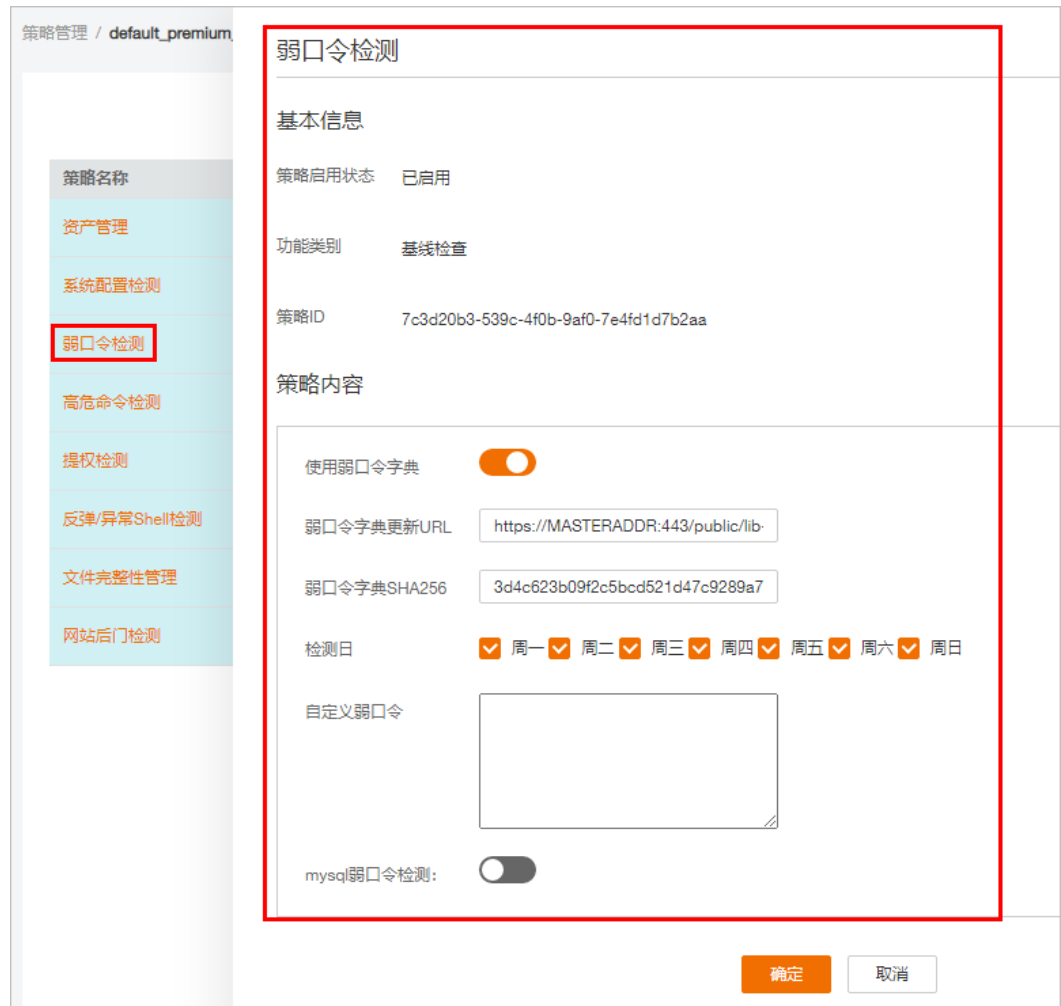 策略管理 / default_premium_
弱口令检测
基本信息
策略启用状态 已启用
功能类别 基线检查
策略ID 7c3d20b3-539c-4f0b-9af0-7e4fd1d7b2aa
策略内容
使用弱口令字典
弱口令字典更新URL https://MASTERADDR:443/public/lib-
弱口令字典SHA256 3d4c623b09f2c5bcd521d47c9289a7
检测日 周一 周二 周三 周四 周五 周六 周日
自定义弱口令
mysql弱口令检测:
确定 取消
策略名称
资产管理
系统配置检测
弱口令检测
高危命令检测
提权检测
反弹/异常Shell检测
文件完整性管理
网站后门检测